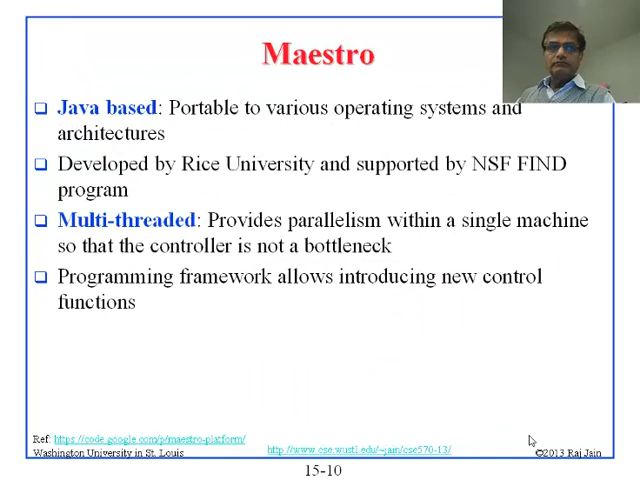 Maestro
Java based: Portable to various operating systems and
architectures
Developed by Rice University and supported by NSF FIND
program
Multi-threaded: Provides parallelism within a single machine
so that the controller is not a bottleneck
Programming framework allows introducing new control
functions
Ref: https://code.google.com/p/maestro-platform/
Washington University in St. Louis
http://www.cse.wustl.edu/~jain/cse570-13/
©2013 Raj Jain
15-10